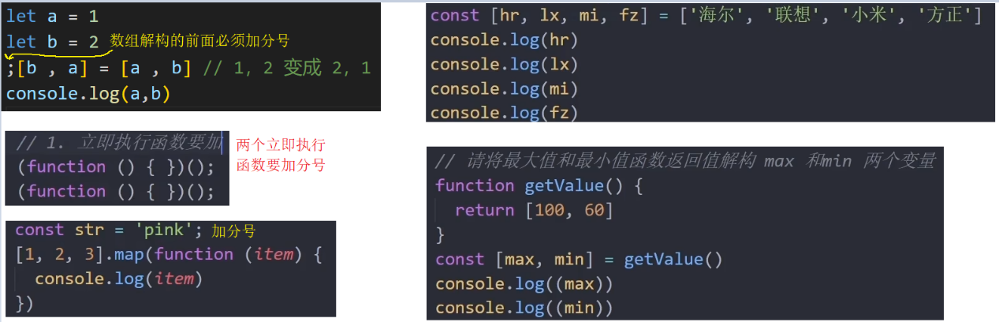 let a = 1
let b = 2 数组解构的前面必须加分号
;[b , a] = [a , b] // 1, 2 变成 2, 1
console.log(a,b)
// 1. 立即执行函数要加
(function () { })();
(function () { })();
两个立即执行
函数要加分号
const str = 'pink'; 加分号
[1, 2, 3].map(function (item) {
console.log(item)
})
const [hr, lx, mi, fz] = ['海尔', '联想', '小米', '方正']
console.log(hr)
console.log(lx)
console.log(mi)
console.log(fz)
// 请将最大值和最小值函数返回值解构 max 和min 两个变量
function getValue() {
return [100, 60]
}
const [max, min] = getValue()
console.log((max))
console.log((min))